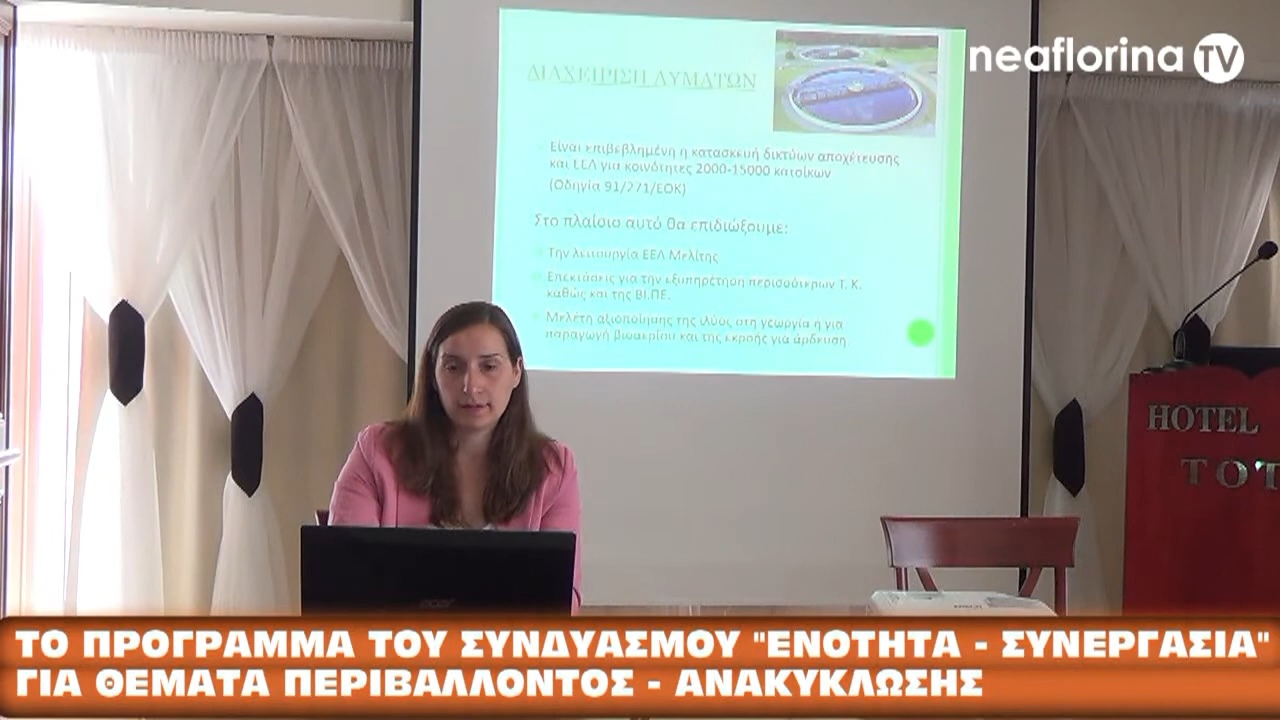 neaflorina TV
ΔΙΑΧΕΙΡΙΣΗ ΛΥΜΑΤΩΝ
Είναι επιβεβλημένη η κατασκευή δικτύων αποχέτευσης
και ΕΕΛ για κοινότητες 2000-15000 κατοίκων
(Οδηγία 91/271/ΕΟΚ)
Στο πλαίσιο αυτό θα επιδιώξουμε:
Την λειτουργία ΕΕΛ Μελίτης
Επεκτάσεις για την εξυπηρέτηση περισσότερων Τ. Κ.
καθώς και της ΒΙ.ΠΕ.
Μελέτη αξιοποίησης της ιλύος στη γεωργία ή για
παραγωγή βιοαερίου και της εκροής για άρδευση.
HOTEL
TOT
acer
ΤΟ ΠΡΟΓΡΑΜΜΑ ΤΟΥ ΣΥΝΔΥΑΣΜΟΥ "ΕΝΟΤΗΤΑ - ΣΥΝΕΡΓΑΣΙΑ"
ΓΙΑ ΘΕΜΑΤΑ ΠΕΡΙΒΑΛΛΟΝΤΟΣ - ΑΝΑΚΥΚΛΩΣΗΣ